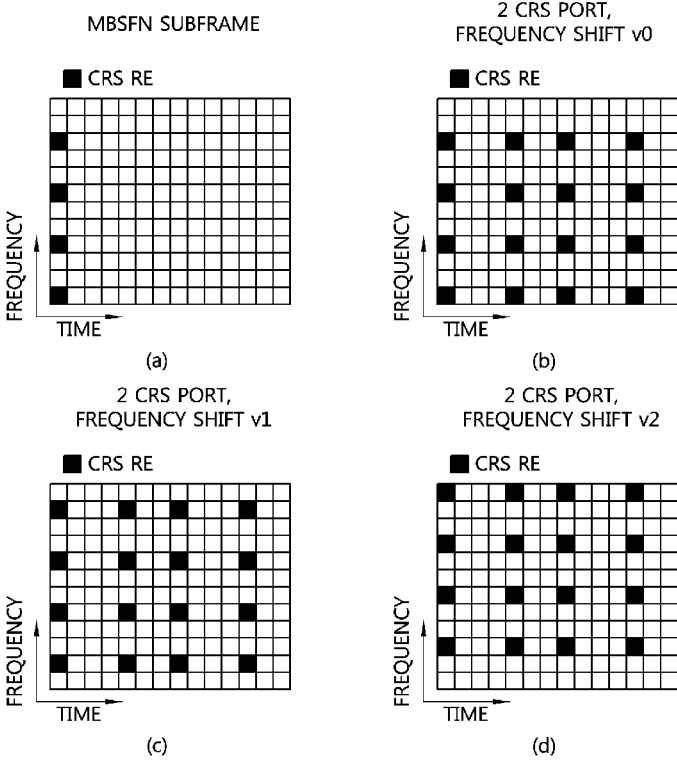 MBSFN SUBFRAME
CRS RE
FREQUENCY
TIME
(a)
2 CRS PORT,
FREQUENCY SHIFT v0
CRS RE
FREQUENCY
TIME
(b)
2 CRS PORT,
FREQUENCY SHIFT v1
CRS RE
FREQUENCY
TIME
(c)
2 CRS PORT,
FREQUENCY SHIFT v2
CRS RE
FREQUENCY
TIME
(d)